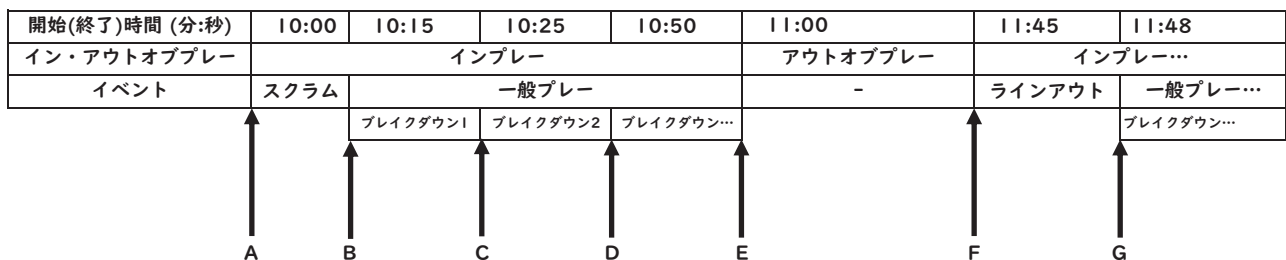 開始(終了)時間 (分:秒) 10:00 10:15 10:25 10:50 11:00 11:45 11:48
イン・アウトオブプレー インプレー アウトオブプレー インプレー…
イベント スクラム 一般プレー - ラインアウト 一般プレー…
ブレイクダウン1 ブレイクダウン2 ブレイクダウン… ブレイクダウン…
A B C D E F G